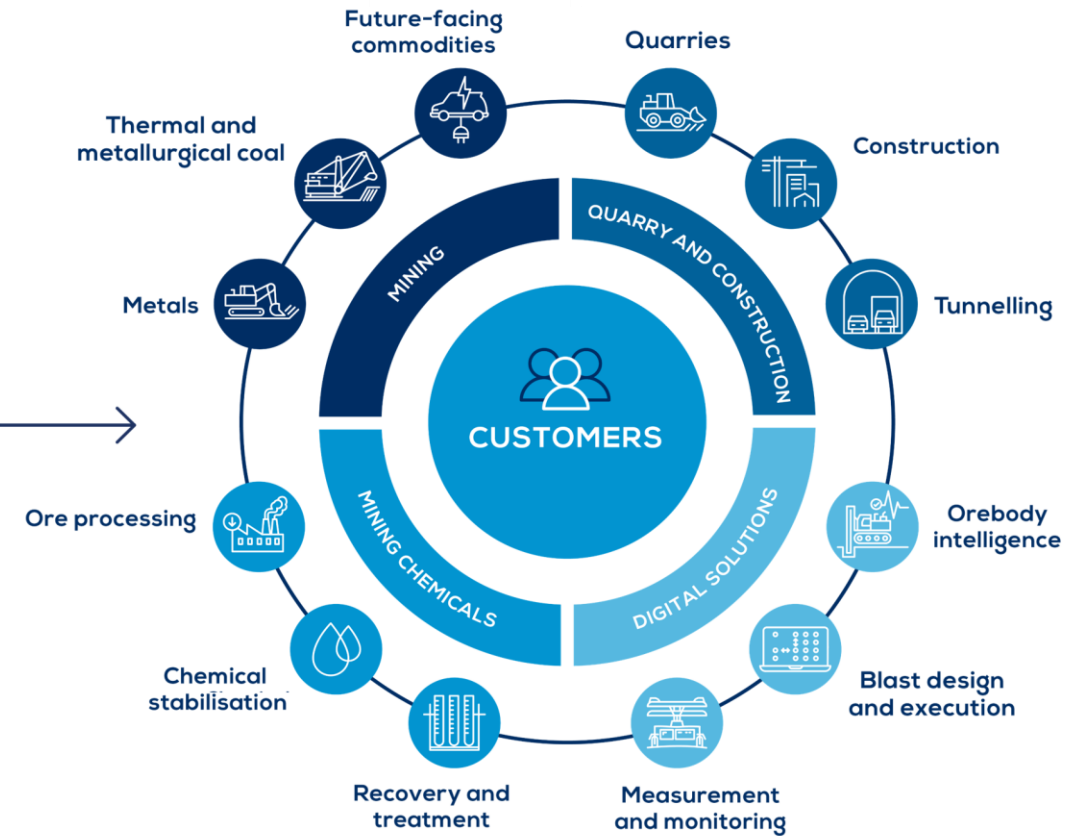 Future-facing
commodities
Quarries
Thermal and
metallurgical coal
Construction
Metals
Tunnelling
MINING
QUARRY AND CONSTRUCTION
CUSTOMERS
MINING CHEMICALS
DIGITAL SOLUTIONS
Ore processing
Orebody
intelligence
Chemical
stabilisation
Blast design
and execution
Recovery and
treatment
Measurement
and monitoring